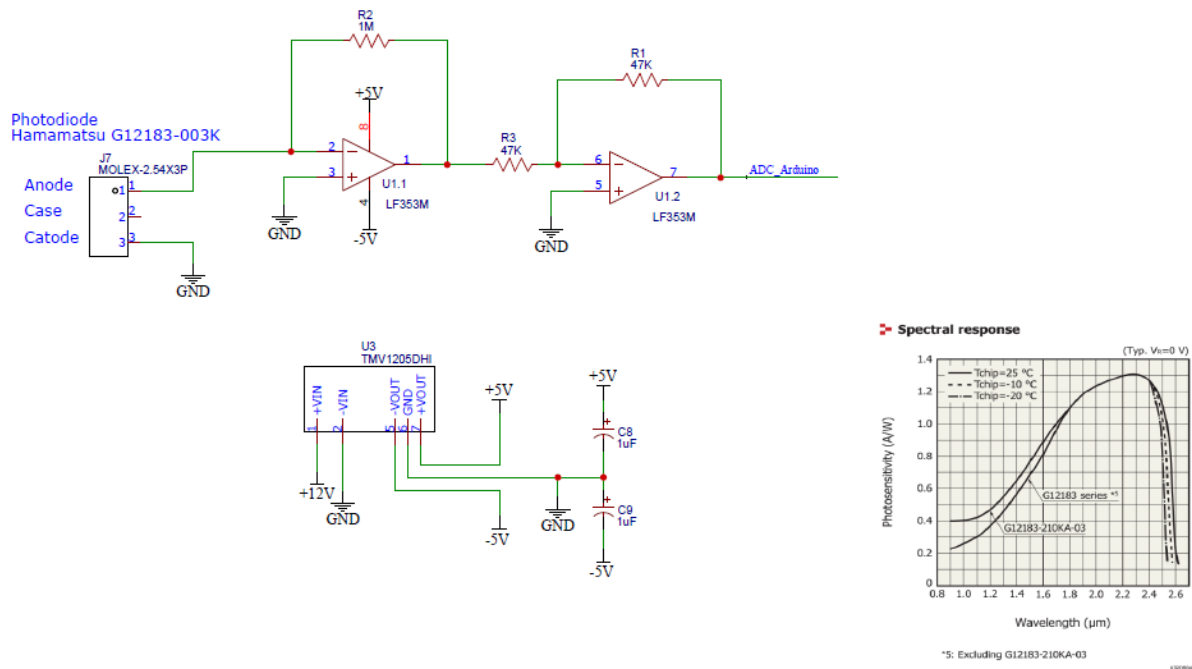 R2
1M
R1
47K
+5V
Photodiode
Hamamatsu G12183-003K
8
R3
47K
J7
MOLEX-2.54X3P
2
1
6
7
ADC_Arduino
Anode
1
1
3
U1.1
5
U1.2
Case
2
2
4
LF353M
LF353M
Catode
3
3
GND
-5V
GND
GND
U3
TMV1205DHI
+VIN
-VIN
-VOUT
GND
+VOUT
1
2
5
6
7
+5V
+5V
C8
1uF
+12V
GND
-5V
GND
C9
1uF
-5V
Spectral response
(Typ. VR=0 V)
Tchip=25 °C
Tchip=-10 °C
Tchip=-20 °C
G12183 series *5
G12183-210KA-03
Photosensitivity (A/W)
1.4
1.2
1.0
0.8
0.6
0.4
0.2
0
0.8 1.0 1.2 1.4 1.6 1.8 2.0 2.2 2.4 2.6
Wavelength (μm)
*5: Excluding G12183-210KA-03